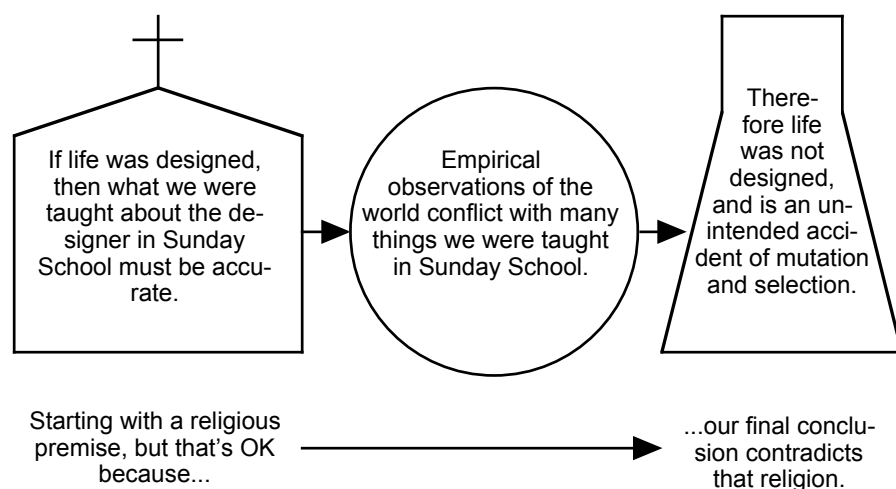 If life was designed,
then what we were
taught about the de-
signer in Sunday
School must be accu-
rate.
Empirical
observations of the
world conflict with many
things we were taught
in Sunday School.
There-
fore life
was not
designed,
and is an un-
intended acci-
dent of mutation
and selection.
Starting with a religious
premise, but that's OK
because...
...our final conclu-
sion contradicts
that religion.